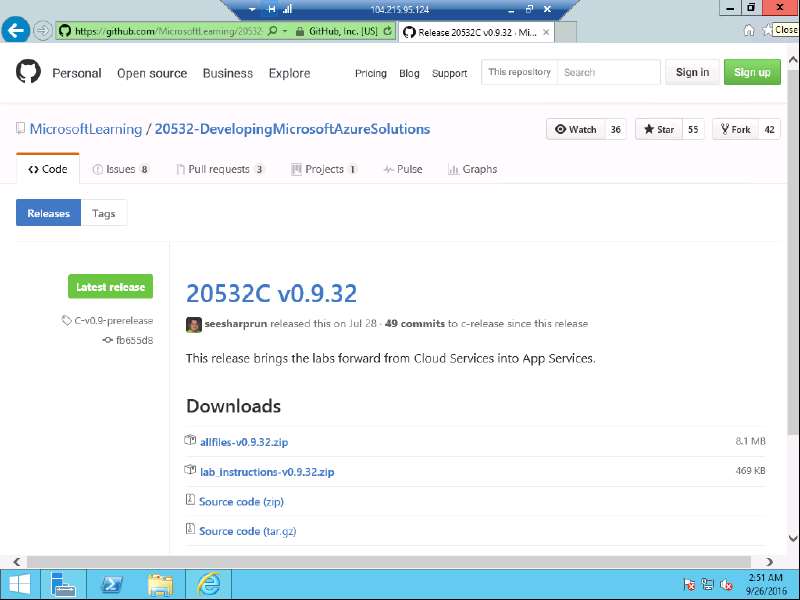 104.215.95.124
https://github.com/MicrosoftLearning/20532-
GitHub, Inc. [US]
Release 20532C v0.9.32 · Mi...
Close
Personal Open source Business Explore
Pricing Blog Support
This repository Search
Sign in Sign up
MicrosoftLearning / 20532-DevelopingMicrosoftAzureSolutions
Watch 36 Star 55 Fork 42
Code Issues 8 Pull requests 3 Projects 1 Pulse Graphs
Releases Tags
Latest release
C-v0.9-prerelease
fb655d8
20532C v0.9.32
seesharprun released this on Jul 28 · 49 commits to c-release since this release
This release brings the labs forward from Cloud Services into App Services.
Downloads
allfiles-v0.9.32.zip 8.1 MB
lab_instructions-v0.9.32.zip 469 KB
Source code (zip)
Source code (tar.gz)
2:51 AM
9/26/2016